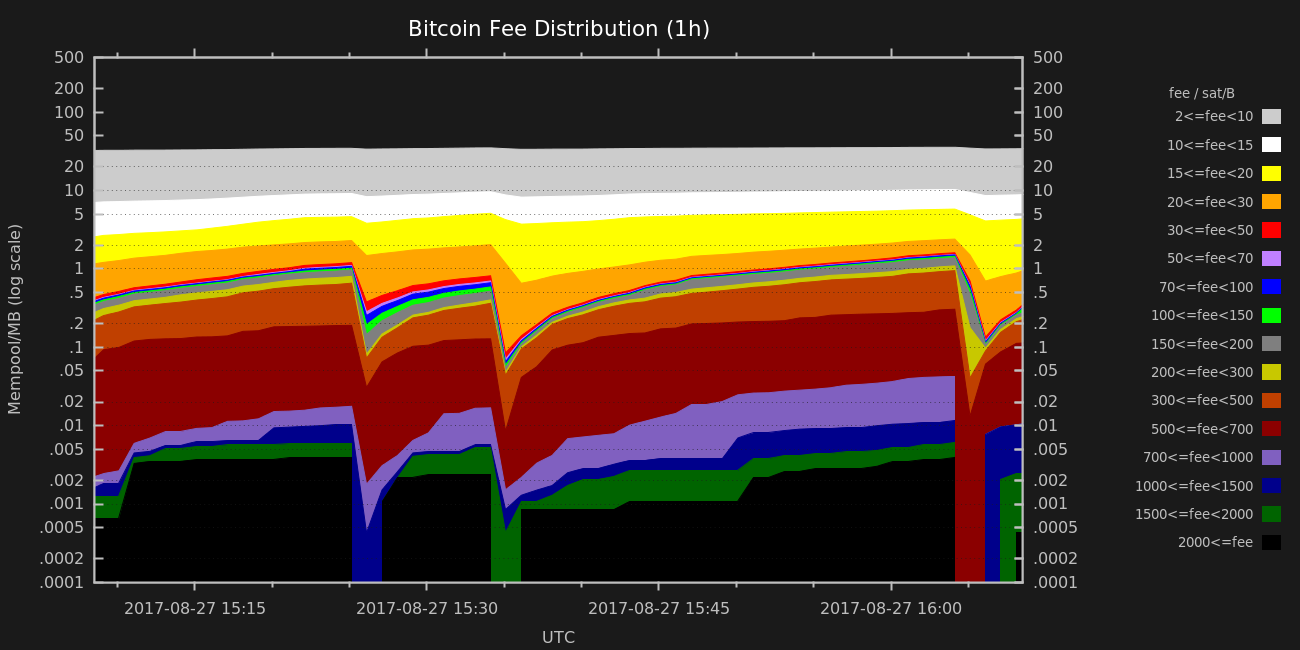 Bitcoin Fee Distribution (1h)
500
200
100
50
20
10
5
2
1
.5
.2
.1
.05
.02
.01
.005
.002
.001
.0005
.0002
.0001
Mempool/MB (log scale)
500
200
100
50
20
10
5
2
1
.5
.2
.1
.05
.02
.01
.005
.002
.001
.0005
.0002
.0001
2017-08-27 15:15
2017-08-27 15:30
2017-08-27 15:45
2017-08-27 16:00
UTC
fee / sat/B
2<=fee<10
10<=fee<15
15<=fee<20
20<=fee<30
30<=fee<50
50<=fee<70
70<=fee<100
100<=fee<150
150<=fee<200
200<=fee<300
300<=fee<500
500<=fee<700
700<=fee<1000
1000<=fee<1500
1500<=fee<2000
2000<=fee